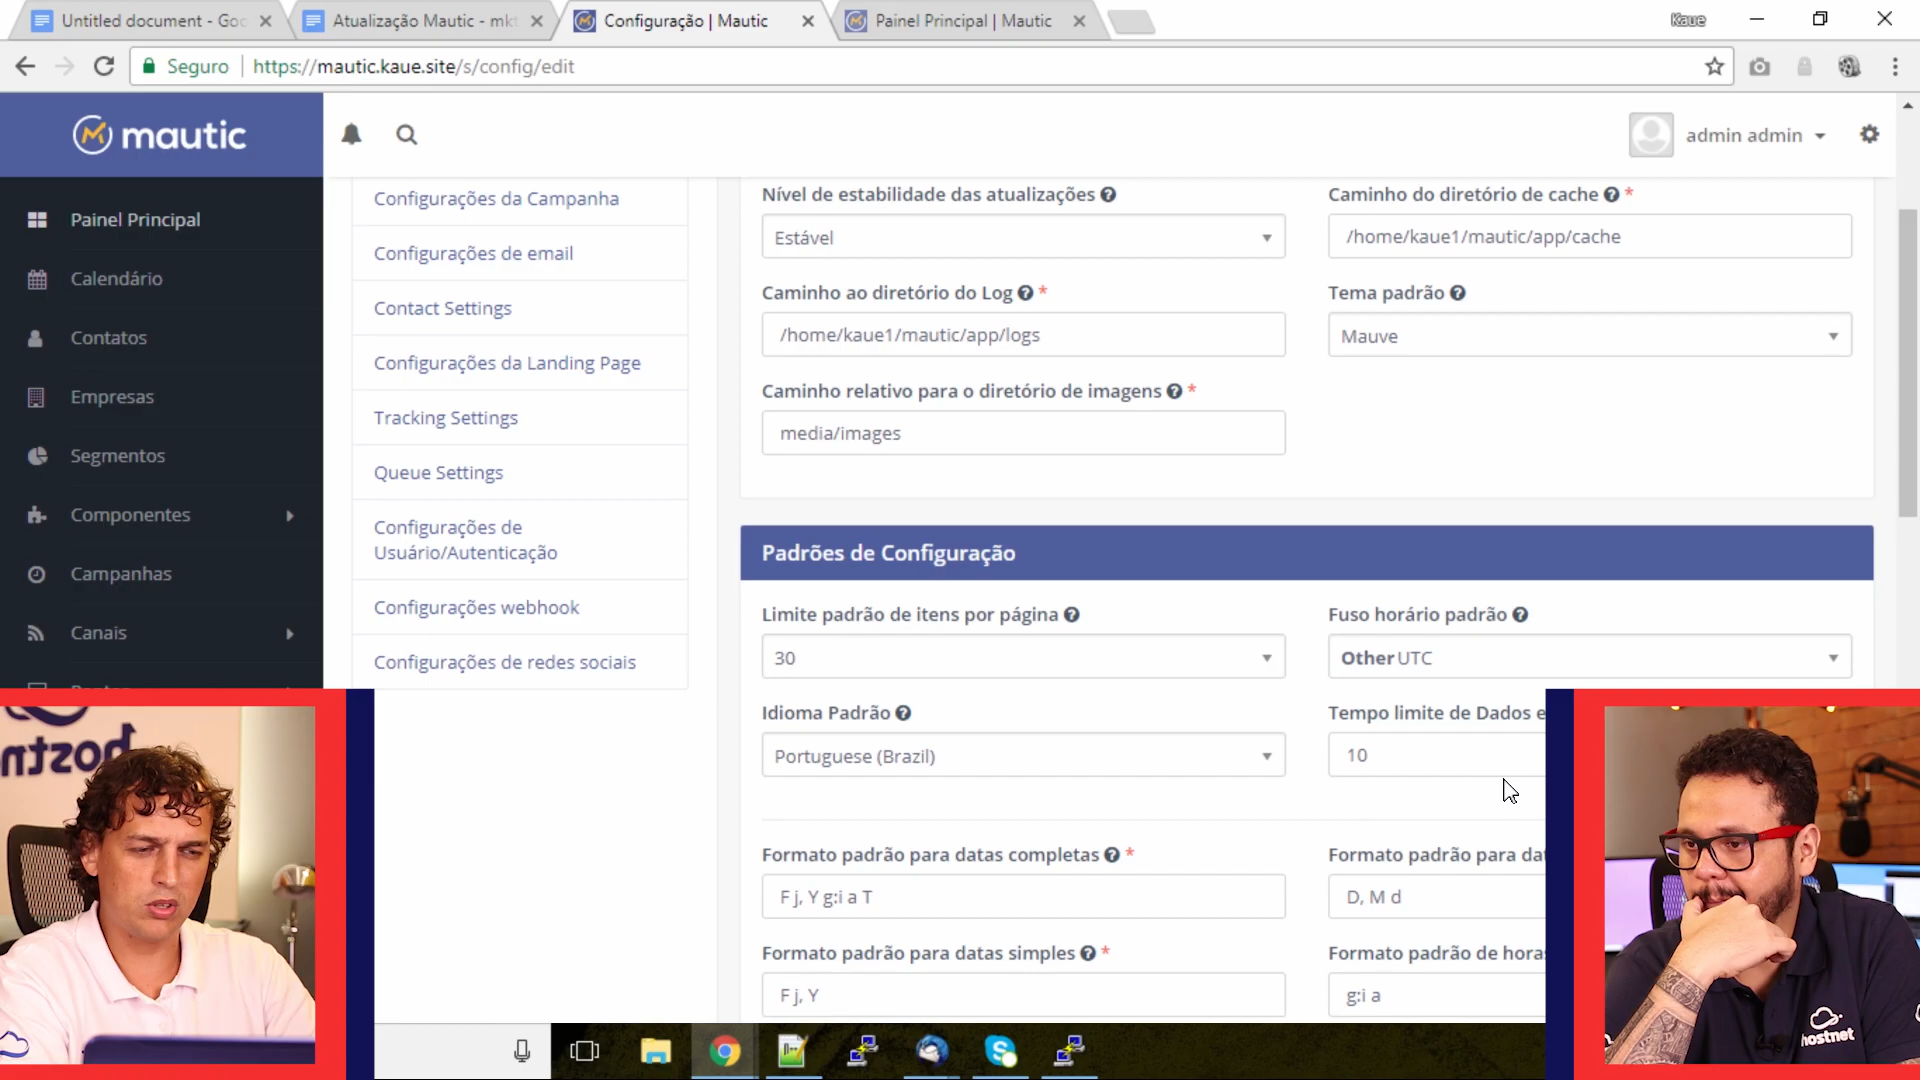 Untitled document - Goo
Atualização Mautic - mkt
Configuração | Mautic
Painel Principal | Mautic
Kaue
Seguro
https://mautic.kaue.site/s/config/edit
mautic
admin admin
Painel Principal
Calendário
Contatos
Empresas
Segmentos
Componentes
Campanhas
Canais
Configurações da Campanha
Configurações de email
Contact Settings
Configurações da Landing Page
Tracking Settings
Queue Settings
Configurações de
Usuário/Autenticação
Configurações webhook
Configurações de redes sociais
Nível de estabilidade das atualizações
Estável
Caminho do diretório de cache *
/home/kaue1/mautic/app/cache
Caminho ao diretório do Log *
/home/kaue1/mautic/app/logs
Tema padrão
Mauve
Caminho relativo para o diretório de imagens *
media/images
Padrões de Configuração
Limite padrão de itens por página
30
Fuso horário padrão
Other UTC
Idioma Padrão
Portuguese (Brazil)
Tempo limite de Dados e
10
Formato padrão para datas completas *
F j, Y g:i a T
Formato padrão para da
D, M d
Formato padrão para datas simples *
F j, Y
Formato padrão de horas
g:i a
hostnet
hostnet